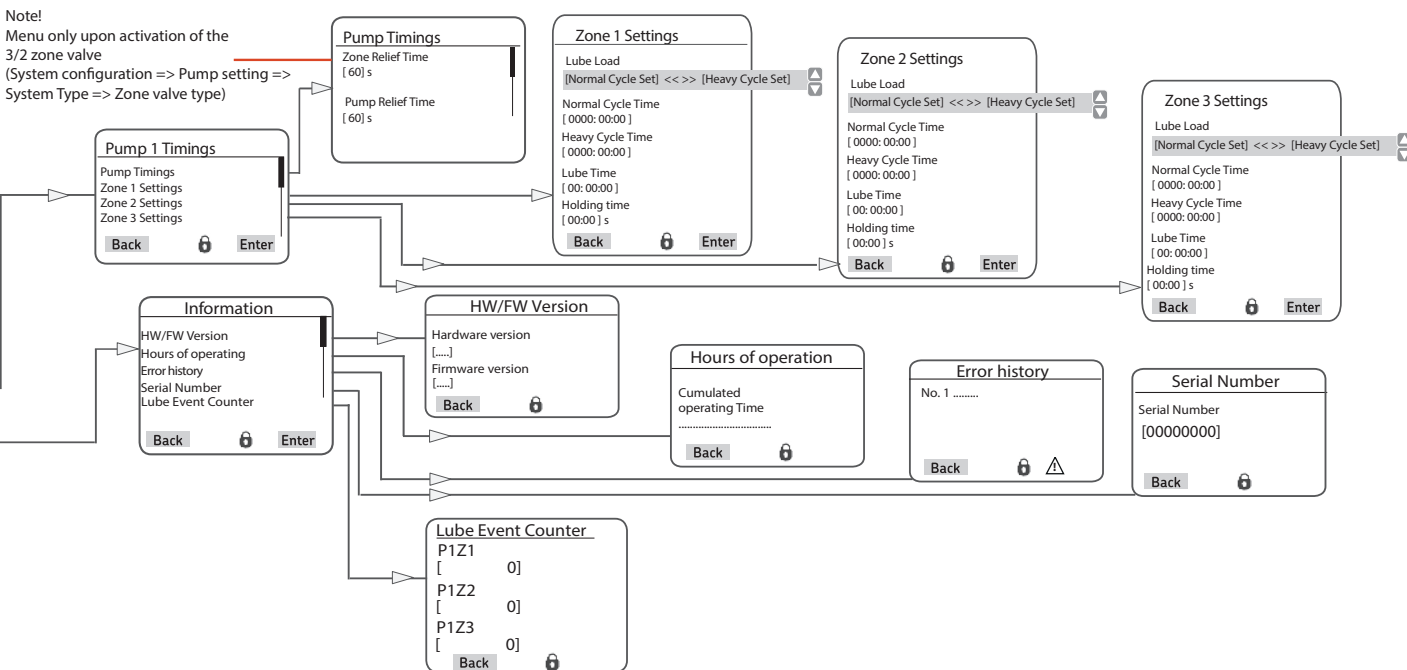 Note!
Menu only upon activation of the
3/2 zone valve
(System configuration => Pump setting =>
System Type => Zone valve type)
Pump Timings
Zone Relief Time
[ 60] s
Pump Relief Time
[ 60] s
Zone 1 Settings
Lube Load
[Normal Cycle Set] << >> [Heavy Cycle Set]
Normal Cycle Time
[ 0000: 00:00 ]
Heavy Cycle Time
[ 0000: 00:00 ]
Lube Time
[ 00: 00:00 ]
Holding time
[ 00:00 ] s
Back Enter
Zone 2 Settings
Lube Load
[Normal Cycle Set] << >> [Heavy Cycle Set]
Normal Cycle Time
[ 0000: 00:00 ]
Heavy Cycle Time
[ 0000: 00:00 ]
Lube Time
[ 00: 00:00 ]
Holding time
[ 00:00 ] s
Back Enter
Zone 3 Settings
Lube Load
[Normal Cycle Set] << >> [Heavy Cycle Set]
Normal Cycle Time
[ 0000: 00:00 ]
Heavy Cycle Time
[ 0000: 00:00 ]
Lube Time
[ 00: 00:00 ]
Holding time
[ 00:00 ] s
Back Enter
Pump 1 Timings
Pump Timings
Zone 1 Settings
Zone 2 Settings
Zone 3 Settings
Back Enter
Information
HW/FW Version
Hours of operating
Error history
Serial Number
Lube Event Counter
Back Enter
HW/FW Version
Hardware version
[.....]
Firmware version
[.....]
Back
Hours of operation
Cumulated
operating Time
.................................
Back
Error history
No. 1 .........
Back
Serial Number
Serial Number
[00000000]
Back
Lube Event Counter
P1Z1
[ 0]
P1Z2
[ 0]
P1Z3
[ 0]
Back